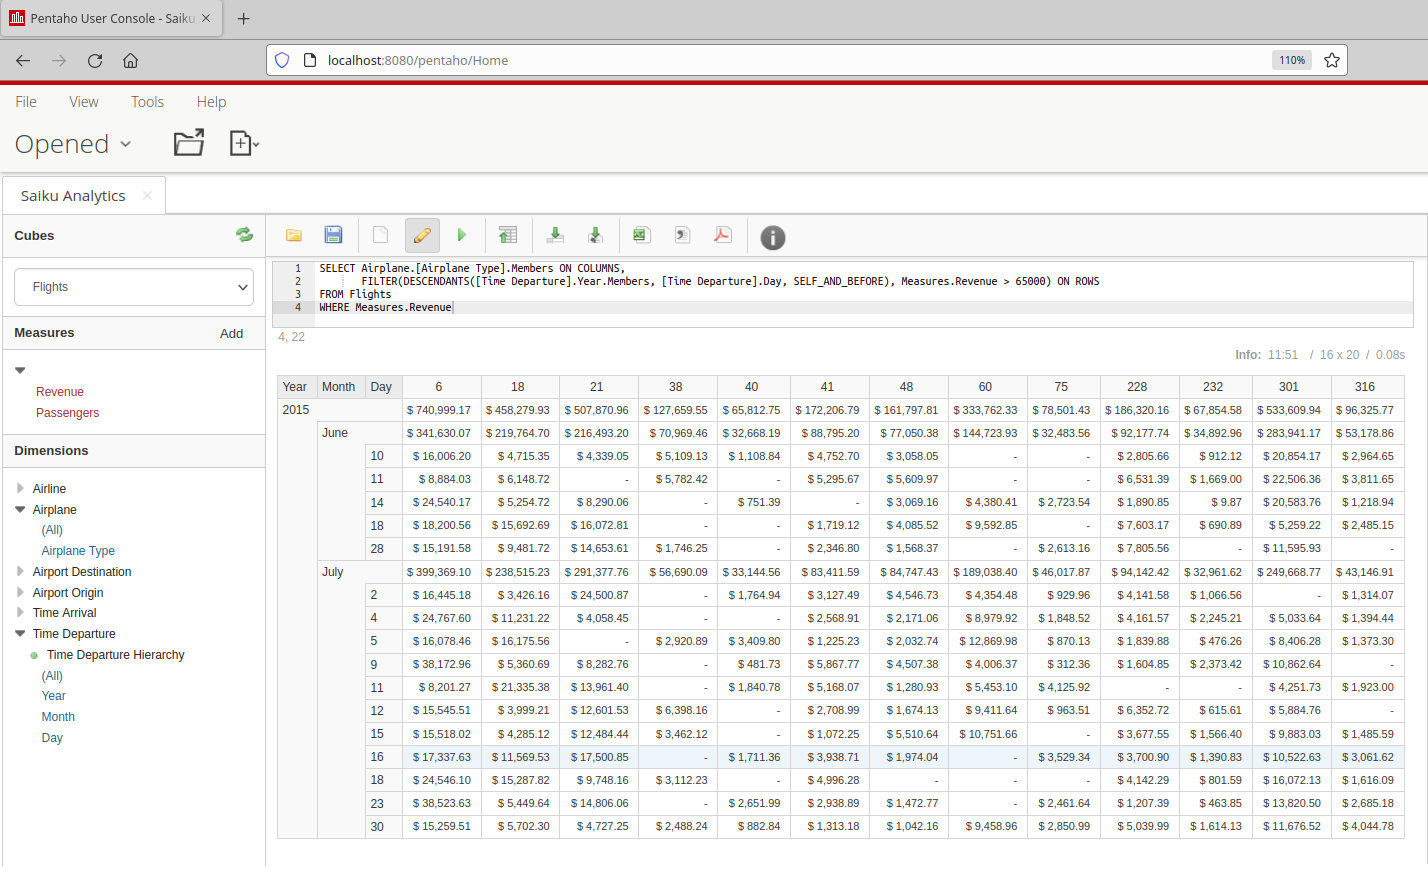 Pentaho User Console - Saiku
localhost:8080/pentaho/Home
110%
File View Tools Help
Opened
Saiku Analytics
Cubes
Flights
Measures Add
Revenue
Passengers
Dimensions
Airline
Airplane
(All)
Airplane Type
Airport Destination
Airport Origin
Time Arrival
Time Departure
Time Departure Hierarchy
(All)
Year
Month
Day
1 SELECT Airplane.[Airplane Type].Members ON COLUMNS,
2 FILTER(DESCENDANTS([Time Departure].Year.Members, [Time Departure].Day, SELF_AND_BEFORE), Measures.Revenue > 65000) ON ROWS
3 FROM Flights
4 WHERE Measures.Revenue
4, 22
Info: 11:51 / 16 x 20 / 0.08s
Year Month Day 6 18 21 38 40 41 48 60 75 228 232 301 316
2015 $ 740,999.17 $ 458,279.93 $ 507,870.96 $ 127,659.55 $ 65,812.75 $ 172,206.79 $ 161,797.81 $ 333,762.33 $ 78,501.43 $ 186,320.16 $ 67,854.58 $ 533,609.94 $ 96,325.77
June $ 341,630.07 $ 219,764.70 $ 216,493.20 $ 70,969.46 $ 32,668.19 $ 88,795.20 $ 77,050.38 $ 144,723.93 $ 32,483.56 $ 92,177.74 $ 34,892.96 $ 283,941.17 $ 53,178.86
10 $ 16,006.20 $ 4,715.35 $ 4,339.05 $ 5,109.13 $ 1,108.84 $ 4,752.70 $ 3,058.05 - - $ 2,805.66 $ 912.12 $ 20,854.17 $ 2,964.65
11 $ 8,884.03 $ 6,148.72 - $ 5,782.42 - $ 5,295.67 $ 5,609.97 - - $ 6,531.39 $ 1,669.00 $ 22,506.36 $ 3,811.65
14 $ 24,540.17 $ 5,254.72 $ 8,290.06 - $ 751.39 - $ 3,069.16 $ 4,380.41 $ 2,723.54 $ 1,890.85 $ 9.87 $ 20,583.76 $ 1,218.94
18 $ 18,200.56 $ 15,692.69 $ 16,072.81 - - $ 1,719.12 $ 4,085.52 $ 9,592.85 - $ 7,603.17 $ 690.89 $ 5,259.22 $ 2,485.15
28 $ 15,191.58 $ 9,481.72 $ 14,653.61 $ 1,746.25 - $ 2,346.80 $ 1,568.37 - $ 2,613.16 $ 7,805.56 - $ 11,595.93 -
July $ 399,369.10 $ 238,515.23 $ 291,377.76 $ 56,690.09 $ 33,144.56 $ 83,411.59 $ 84,747.43 $ 189,038.40 $ 46,017.87 $ 94,142.42 $ 32,961.62 $ 249,668.77 $ 43,146.91
2 $ 16,445.18 $ 3,426.16 $ 24,500.87 - $ 1,764.94 $ 3,127.49 $ 4,546.73 $ 4,354.48 $ 929.96 $ 4,141.58 $ 1,066.56 - $ 1,314.07
4 $ 24,767.60 $ 11,231.22 $ 4,058.45 - - $ 2,568.91 $ 2,171.06 $ 8,979.92 $ 1,848.52 $ 4,161.57 $ 2,245.21 $ 5,033.64 $ 1,394.44
5 $ 16,078.46 $ 16,175.56 - $ 2,920.89 $ 3,409.80 $ 1,225.23 $ 2,032.74 $ 12,869.98 $ 870.13 $ 1,839.88 $ 476.26 $ 8,406.28 $ 1,373.30
9 $ 38,172.96 $ 5,360.69 $ 8,282.76 - $ 481.73 $ 5,867.77 $ 4,507.38 $ 4,006.37 $ 312.36 $ 1,604.85 $ 2,373.42 $ 10,862.64 -
11 $ 8,201.27 $ 21,335.38 $ 13,961.40 - $ 1,840.78 $ 5,168.07 $ 1,280.93 $ 5,453.10 $ 4,125.92 - - $ 4,251.73 $ 1,923.00
12 $ 15,545.51 $ 3,999.21 $ 12,601.53 $ 6,398.16 - $ 2,708.99 $ 1,674.13 $ 9,411.64 $ 963.51 $ 6,352.72 $ 615.61 $ 5,884.76 -
15 $ 15,518.02 $ 4,285.12 $ 12,484.44 $ 3,462.12 - $ 1,072.25 $ 5,510.64 $ 10,751.66 - $ 3,677.55 $ 1,566.40 $ 9,883.03 $ 1,485.59
16 $ 17,337.63 $ 11,569.53 $ 17,500.85 - $ 1,711.36 $ 3,938.71 $ 1,974.04 - $ 3,529.34 $ 3,700.90 $ 1,390.83 $ 10,522.63 $ 3,061.62
18 $ 24,546.10 $ 15,287.82 $ 9,748.16 $ 3,112.23 - $ 4,996.28 - - - $ 4,142.29 $ 801.59 $ 16,072.13 $ 1,616.09
23 $ 38,523.63 $ 5,449.64 $ 14,806.06 - $ 2,651.99 $ 2,938.89 $ 1,472.77 - $ 2,461.64 $ 1,207.39 $ 463.85 $ 13,820.50 $ 2,685.18
30 $ 15,259.51 $ 5,702.30 $ 4,727.25 $ 2,488.24 $ 882.84 $ 1,313.18 $ 1,042.16 $ 9,458.96 $ 2,850.99 $ 5,039.99 $ 1,614.13 $ 11,676.52 $ 4,044.78